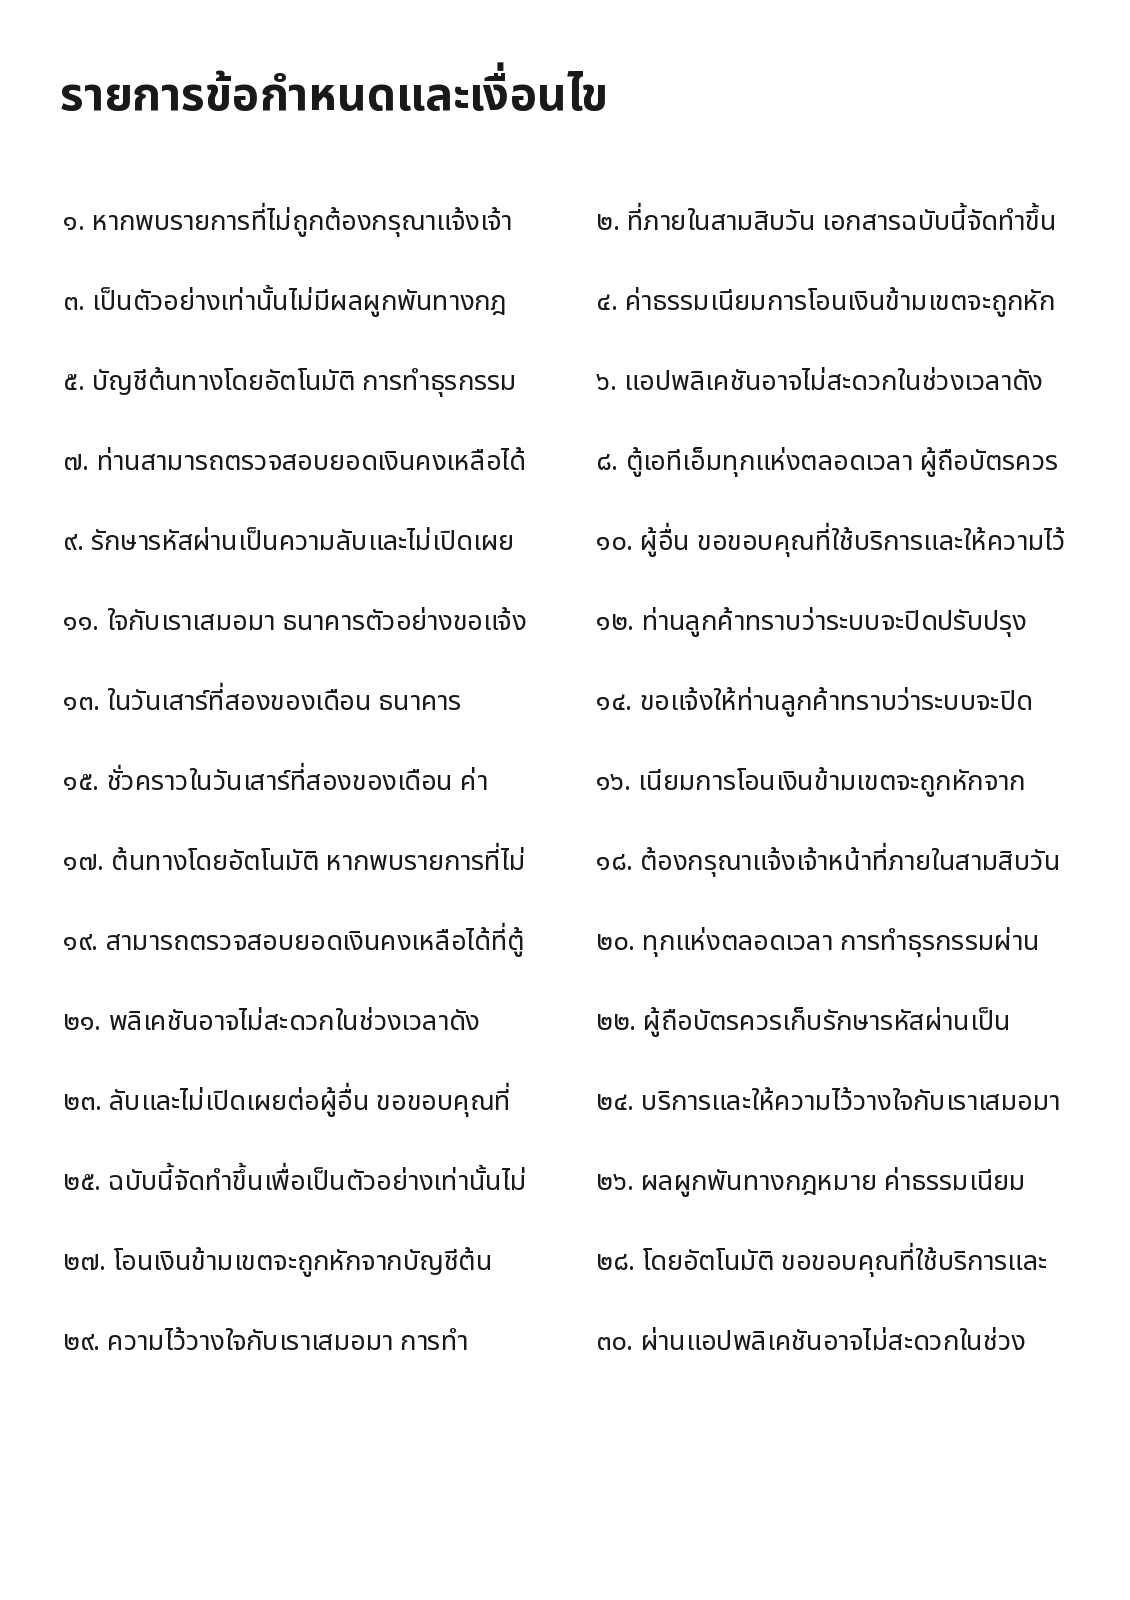 รายการข้อกำหนดและเงื่อนไข
๑. หากพบรายการที่ไม่ถูกต้องกรุณาแจ้งเจ้า
๒. ที่ภายในสามสิบวัน เอกสารฉบับนี้จัดทำขึ้น
๓. เป็นตัวอย่างเท่านั้นไม่มีผลผูกพันทางกฎ
๔. ค่าธรรมเนียมการโอนเงินข้ามเขตจะถูกหัก
๕. บัญชีต้นทางโดยอัตโนมัติ การทำธุรกรรม
๖. แอปพลิเคชันอาจไม่สะดวกในช่วงเวลาดัง
๗. ท่านสามารถตรวจสอบยอดเงินคงเหลือได้
๘. ตู้เอทีเอ็มทุกแห่งตลอดเวลา ผู้ถือบัตรควร
๙. รักษารหัสผ่านเป็นความลับและไม่เปิดเผย
๑๐. ผู้อื่น ขอขอบคุณที่ใช้บริการและให้ความไว้
๑๑. ใจกับเราเสมอมา ธนาคารตัวอย่างขอแจ้ง
๑๒. ท่านลูกค้าทราบว่าระบบจะปิดปรับปรุง
๑๓. ในวันเสาร์ที่สองของเดือน ธนาคาร
๑๔. ขอแจ้งให้ท่านลูกค้าทราบว่าระบบจะปิด
๑๕. ชั่วคราวในวันเสาร์ที่สองของเดือน ค่า
๑๖. เนียมการโอนเงินข้ามเขตจะถูกหักจาก
๑๗. ต้นทางโดยอัตโนมัติ หากพบรายการที่ไม่
๑๘. ต้องกรุณาแจ้งเจ้าหน้าที่ภายในสามสิบวัน
๑๙. สามารถตรวจสอบยอดเงินคงเหลือได้ที่ตู้
๒๐. ทุกแห่งตลอดเวลา การทำธุรกรรมผ่าน
๒๑. พลิเคชันอาจไม่สะดวกในช่วงเวลาดัง
๒๒. ผู้ถือบัตรควรเก็บรักษารหัสผ่านเป็น
๒๓. ลับและไม่เปิดเผยต่อผู้อื่น ขอขอบคุณที่
๒๔. บริการและให้ความไว้วางใจกับเราเสมอมา
๒๕. ฉบับนี้จัดทำขึ้นเพื่อเป็นตัวอย่างเท่านั้นไม่
๒๖. ผลผูกพันทางกฎหมาย ค่าธรรมเนียม
๒๗. โอนเงินข้ามเขตจะถูกหักจากบัญชีต้น
๒๘. โดยอัตโนมัติ ขอขอบคุณที่ใช้บริการและ
๒๙. ความไว้วางใจกับเราเสมอมา การทำ
๓๐. ผ่านแอปพลิเคชันอาจไม่สะดวกในช่วง